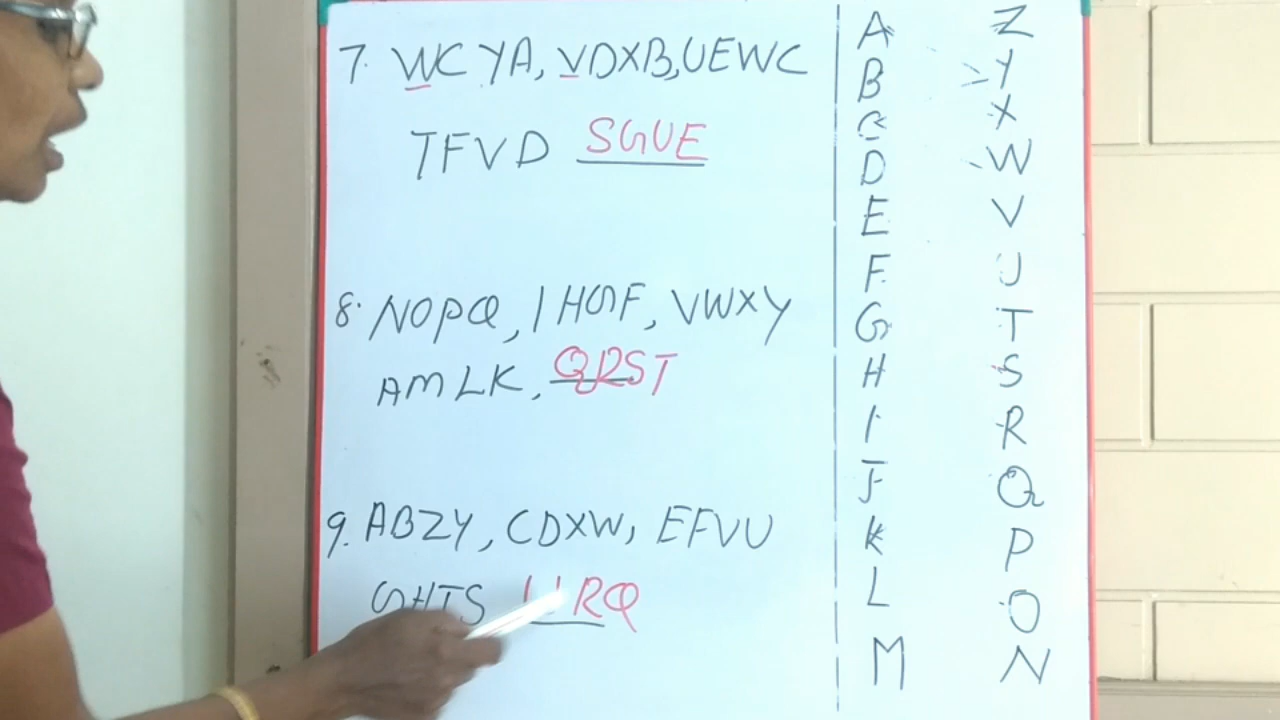 7. WCYA, VDXB, UEWC
TFVD SGUE
8. NOPQ, IHGF, VWXY
AMLK, QRST
9. ABZY, CDXW, EFVU
GHTS IJRQ
A Z
B Y
C X
D W
E V
F U
G T
H S
I R
J Q
K P
L O
M N